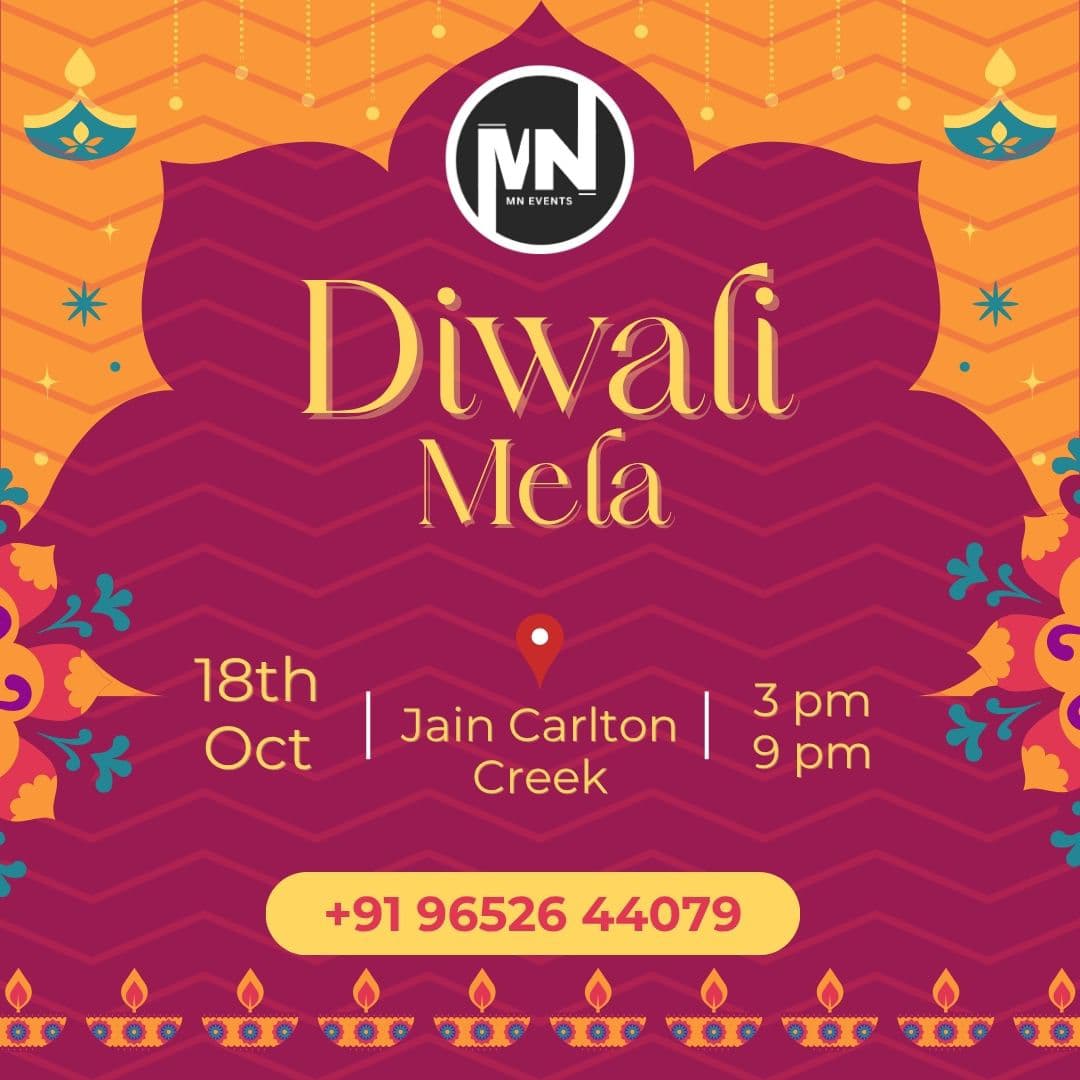 MN
MN EVENTS
Diwali
Mela
18th
Oct
Jain Carlton
Creek
3 pm
9 pm
+91 96526 44079